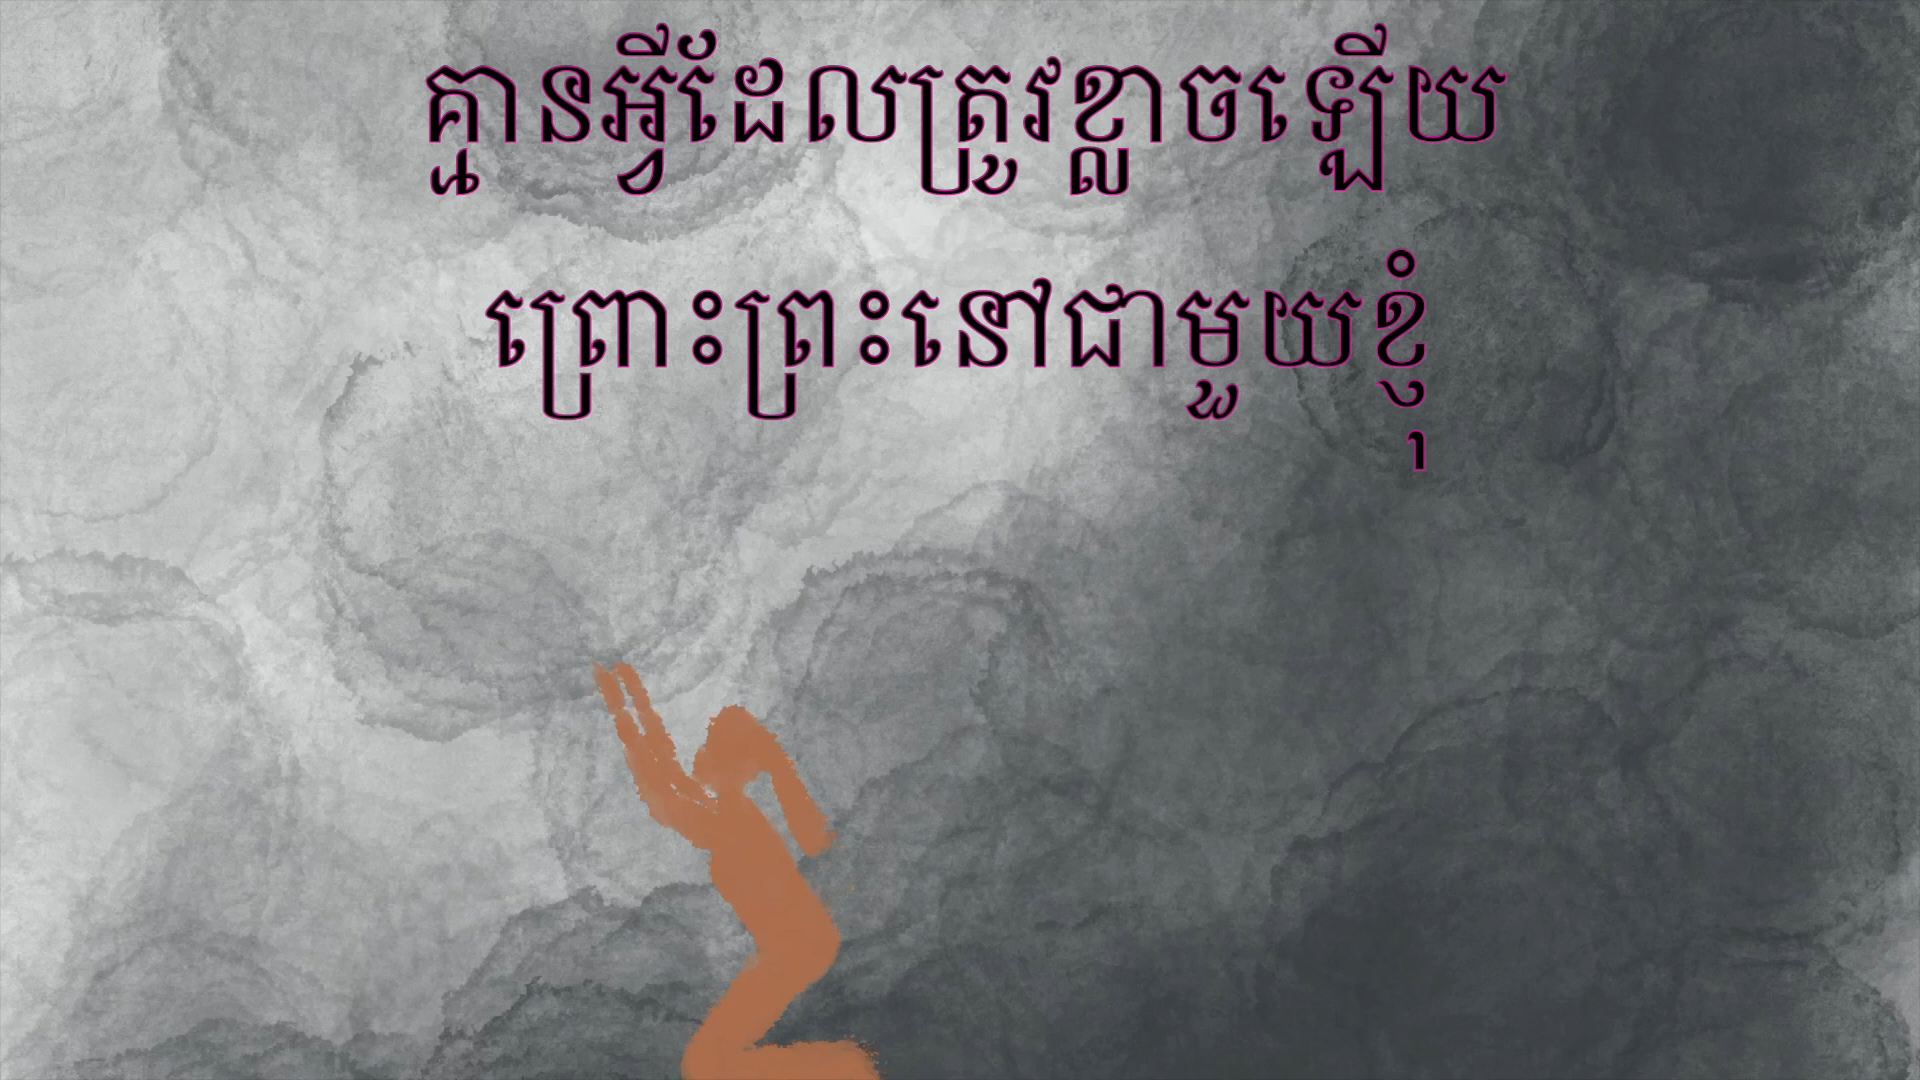 គ្មានអ្វីដែលត្រូវខ្លាចឡើយ
ព្រោះព្រះនៅជាមួយខ្ញុំ